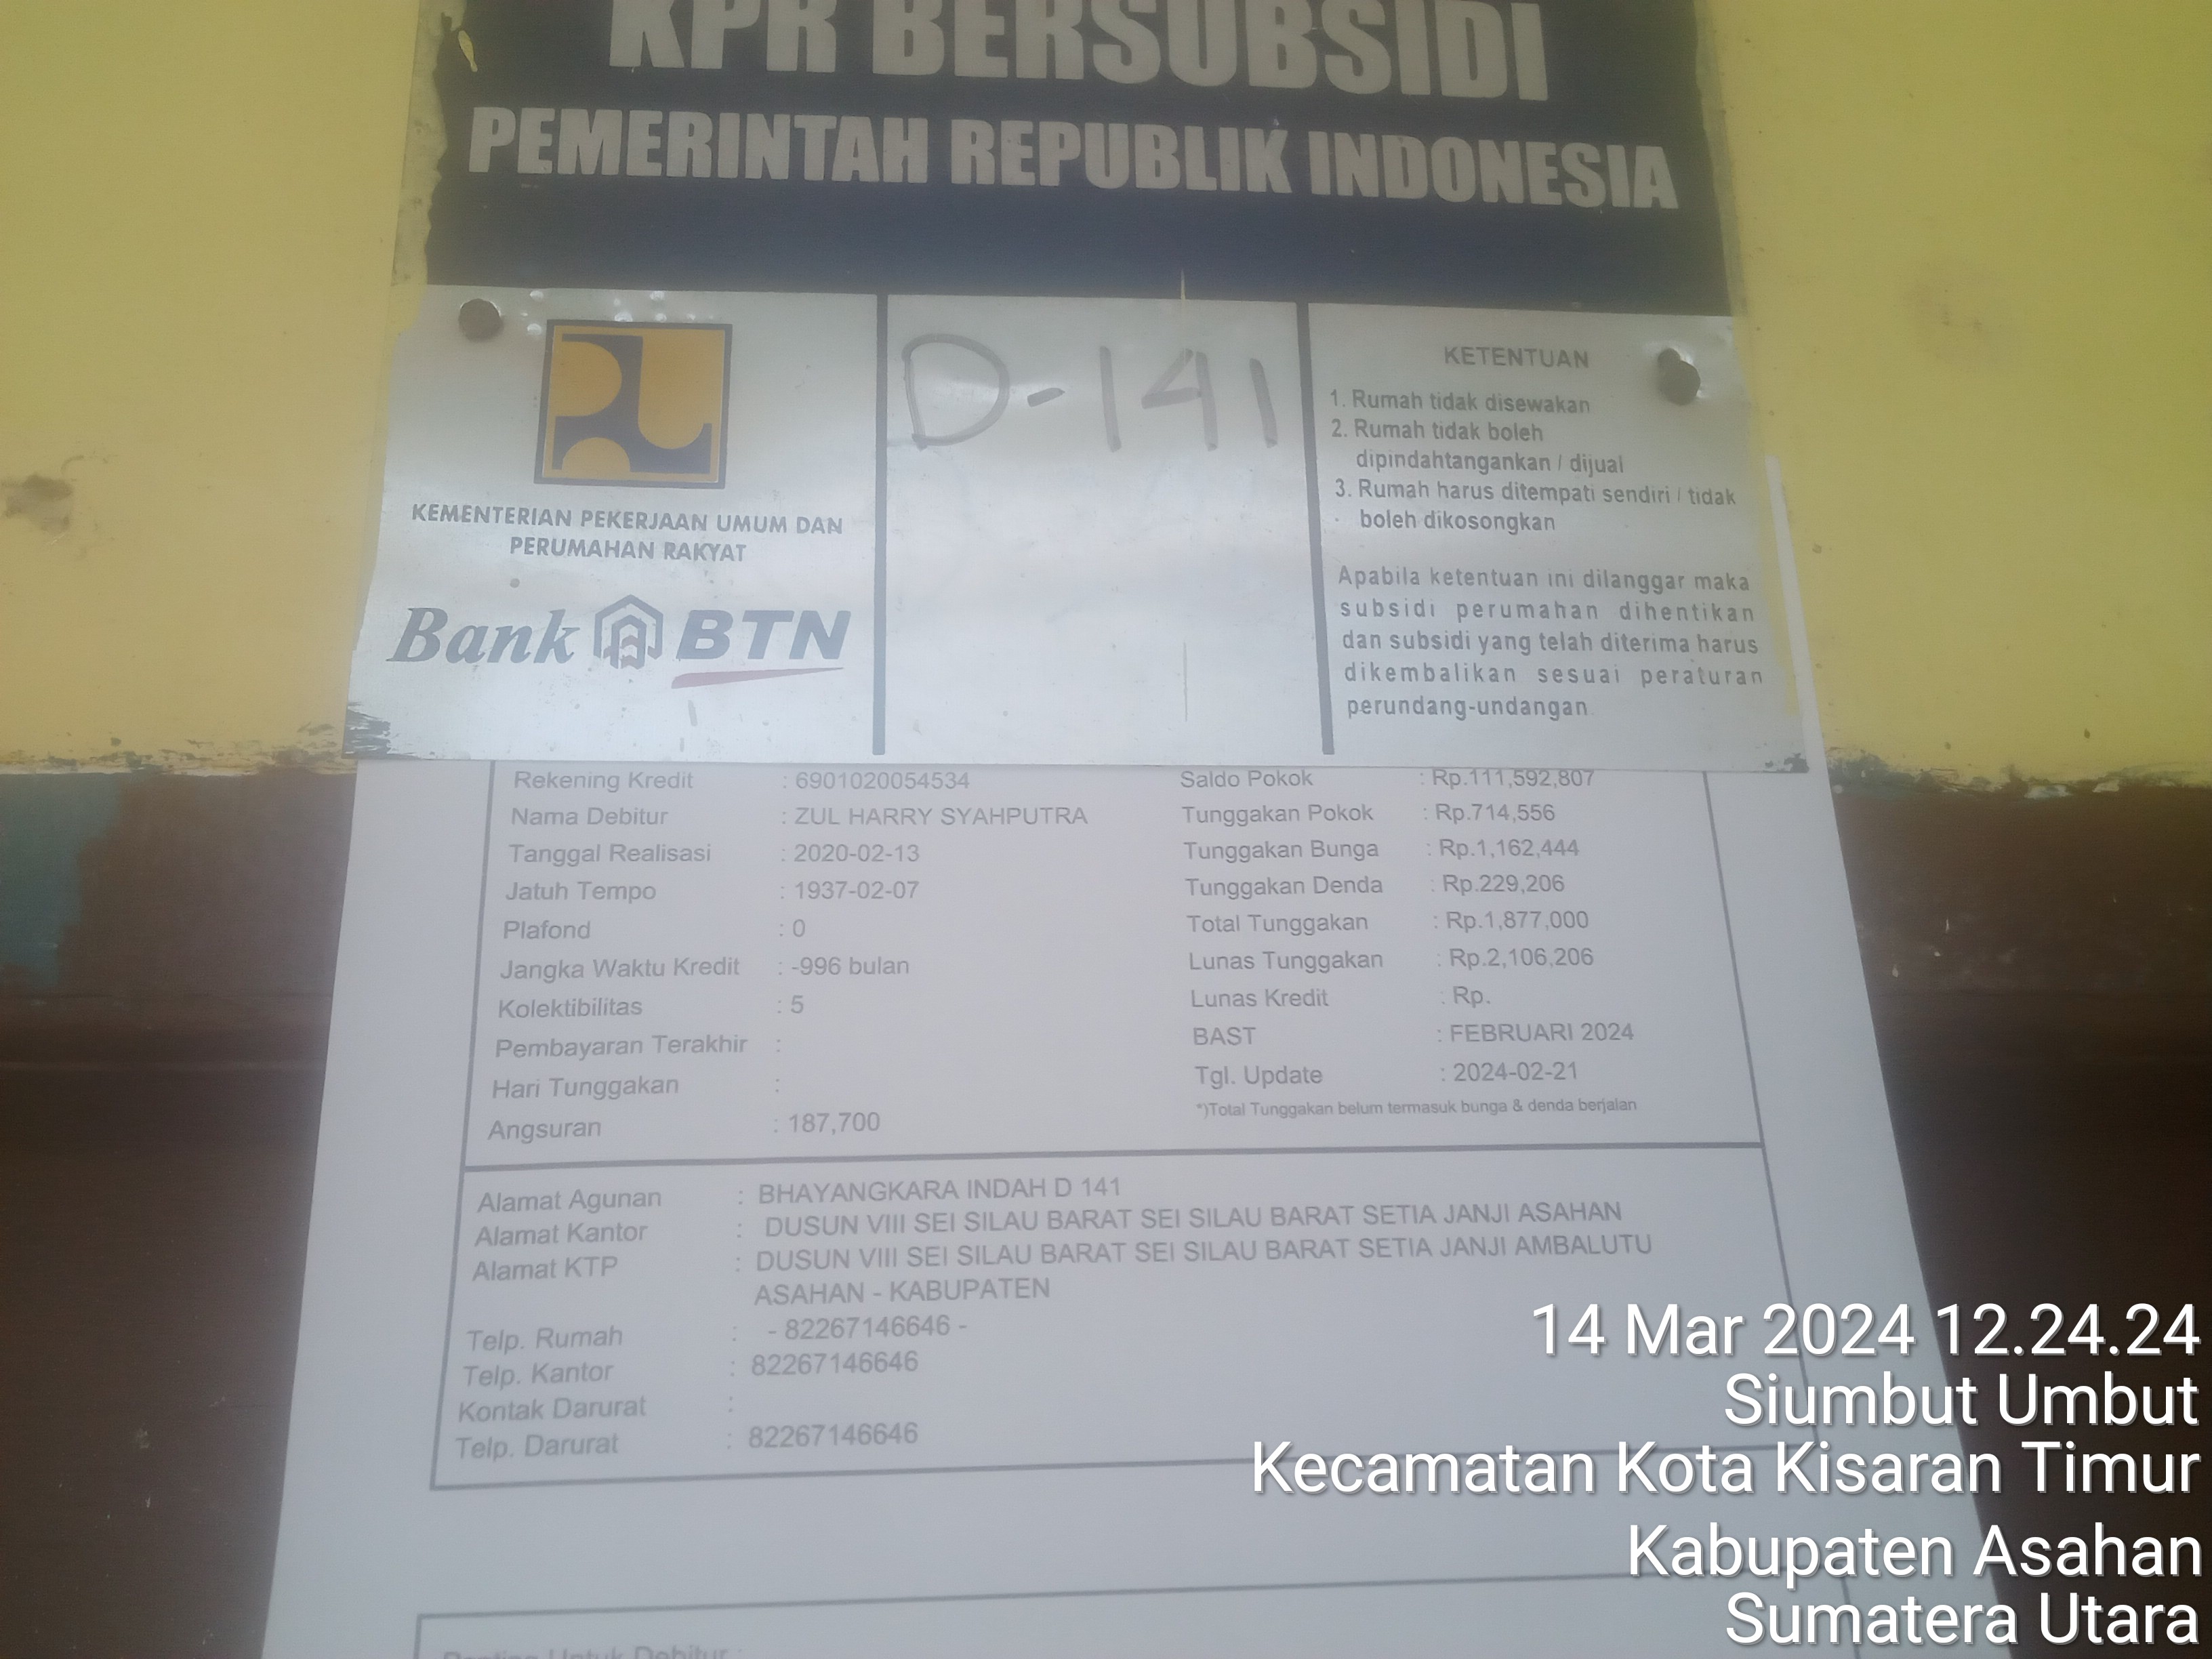 KPR BERSUBSIDI
PEMERINTAH REPUBLIK INDONESIA
KEMENTERIAN PEKERJAAN UMUM DAN
PERUMAHAN RAKYAT
Bank BTN
D-141
KETENTUAN
1. Rumah tidak disewakan
2. Rumah tidak boleh
dipindahtangankan / dijual
3. Rumah harus ditempati sendiri / tidak
boleh dikosongkan
Apabila ketentuan ini dilanggar maka
subsidi perumahan dihentikan
dan subsidi yang telah diterima harus
dikembalikan sesuai peraturan
perundang-undangan
Rekening Kredit : 6901020054534
Nama Debitur : ZUL HARRY SYAHPUTRA
Tanggal Realisasi : 2020-02-13
Jatuh Tempo : 1937-02-07
Plafond : 0
Jangka Waktu Kredit : -996 bulan
Kolektibilitas : 5
Pembayaran Terakhir :
Hari Tunggakan :
Angsuran : 187,700
Saldo Pokok : Rp.111,592,807
Tunggakan Pokok : Rp.714,556
Tunggakan Bunga : Rp.1,162,444
Tunggakan Denda : Rp.229,206
Total Tunggakan : Rp.1,877,000
Lunas Tunggakan : Rp.2,106,206
Lunas Kredit : Rp.
BAST : FEBRUARI 2024
Tgl. Update : 2024-02-21
*)Total Tunggakan belum termasuk bunga & denda berjalan
Alamat Agunan : BHAYANGKARA INDAH D 141
Alamat Kantor : DUSUN VIII SEI SILAU BARAT SEI SILAU BARAT SETIA JANJI ASAHAN
Alamat KTP : DUSUN VIII SEI SILAU BARAT SEI SILAU BARAT SETIA JANJI AMBALUTU
ASAHAN - KABUPATEN
Telp. Rumah : - 82267146646 -
Telp. Kantor : 82267146646
Kontak Darurat :
Telp. Darurat : 82267146646
Penting Untuk Debitur :
14 Mar 2024 12.24.24
Siumbut Umbut
Kecamatan Kota Kisaran Timur
Kabupaten Asahan
Sumatera Utara